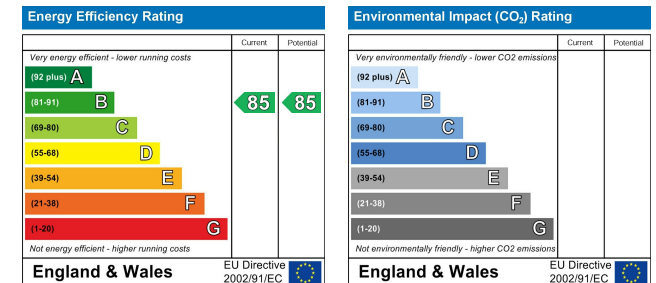 Energy Efficiency Rating
Current Potential
Very energy efficient - lower running costs
(92 plus) A
(81-91) B 85 85
(69-80) C
(55-68) D
(39-54) E
(21-38) F
(1-20) G
Not energy efficient - higher running costs
England & Wales
EU Directive
2002/91/EC
Environmental Impact (CO₂) Rating
Current Potential
Very environmentally friendly - lower CO2 emissions
(92 plus) A
(81-91) B
(69-80) C
(55-68) D
(39-54) E
(21-38) F
(1-20) G
Not environmentally friendly - higher CO2 emissions
England & Wales
EU Directive
2002/91/EC